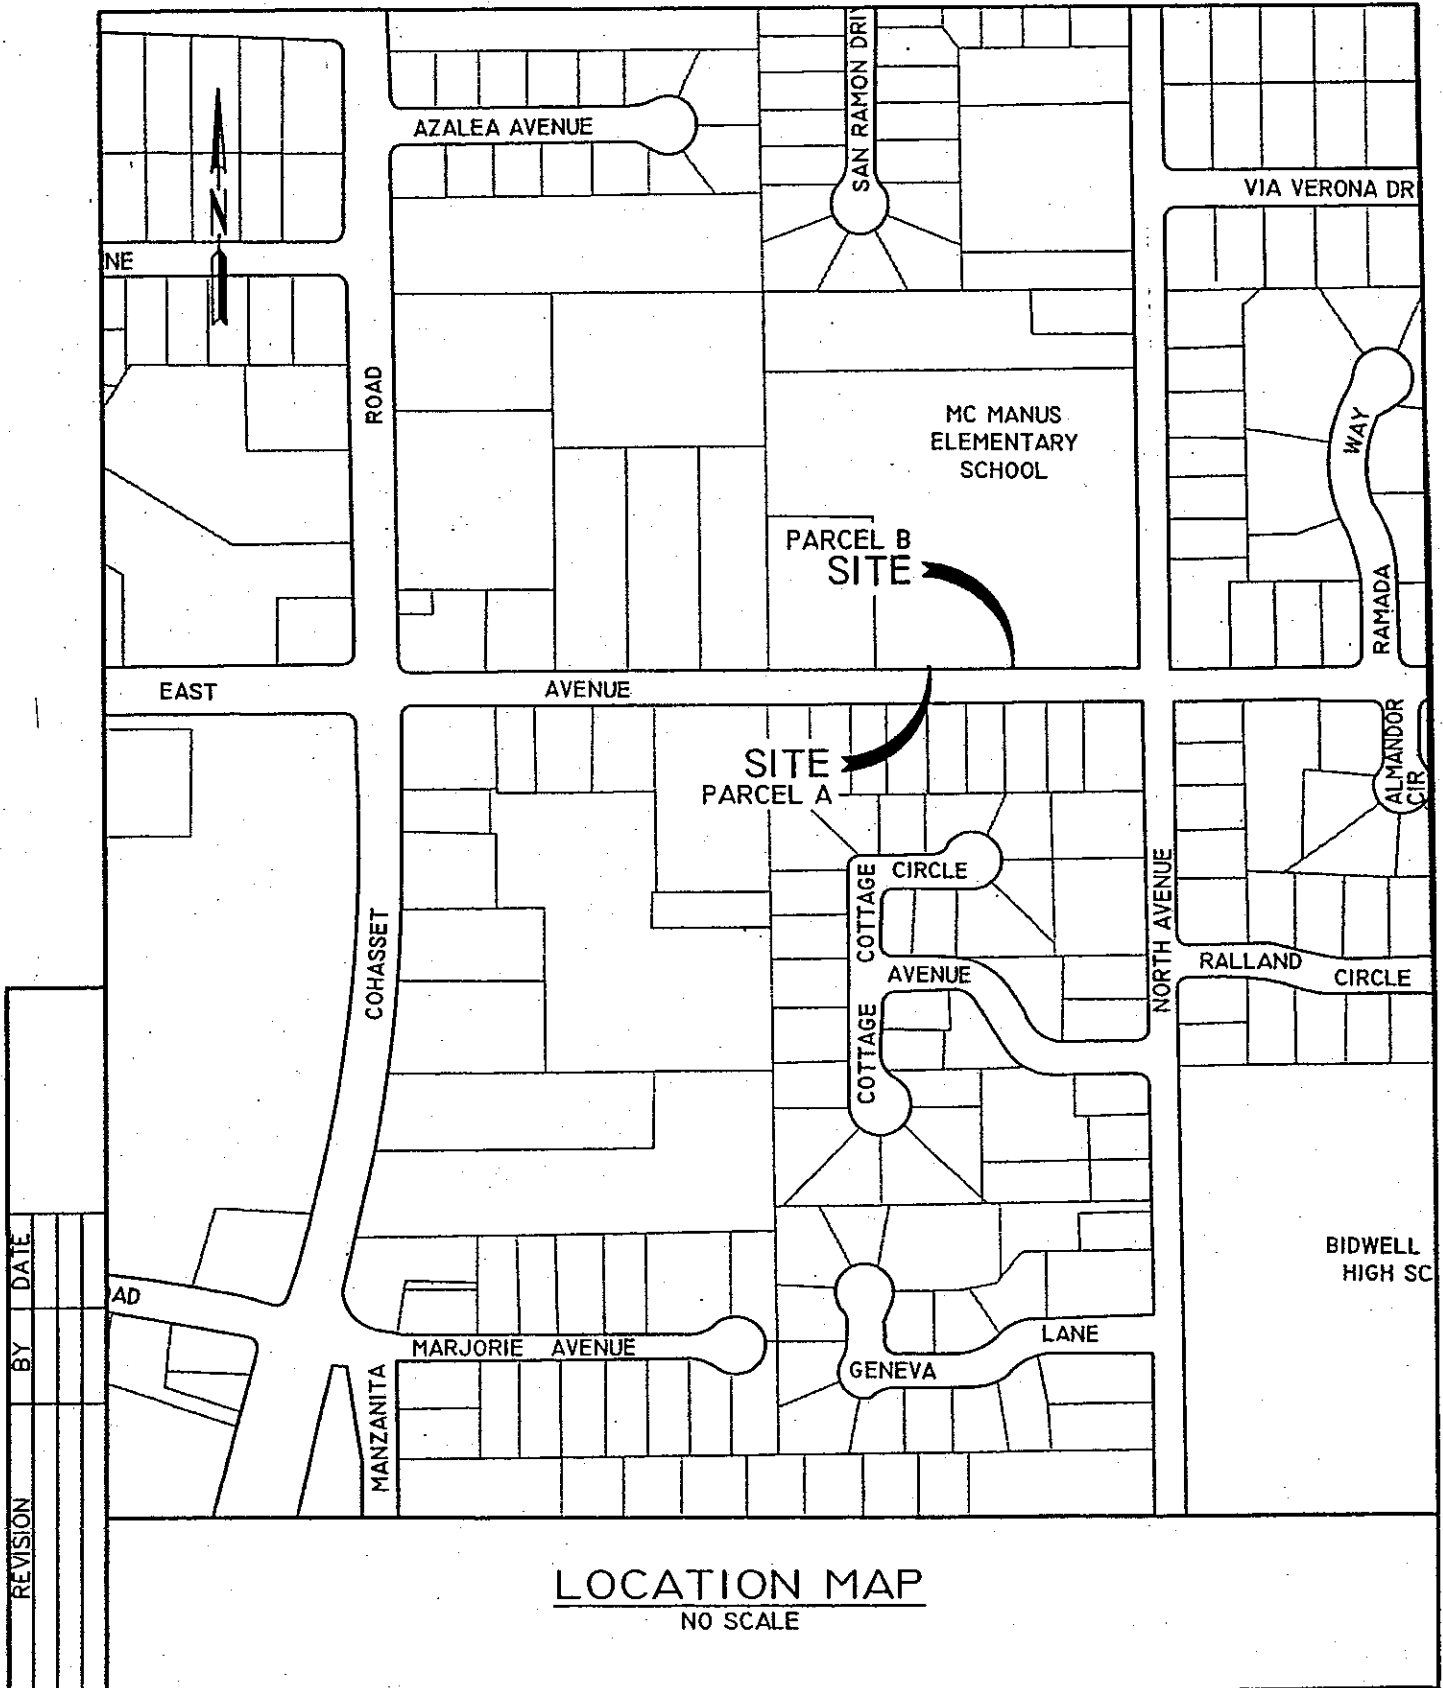 AZALEA AVENUE
SAN RAMON DRI
VIA VERONA DR
N
NE
ROAD
MC MANUS
ELEMENTARY
SCHOOL
WAY
RAMADA
PARCEL B
SITE
EAST
AVENUE
SITE
PARCEL A
ALMANDOR
CIR
CIRCLE
COTTAGE
COHASSET
NORTH AVENUE
AVENUE
RALLAND
CIRCLE
COTTAGE
BIDWELL
HIGH SC
AD
MARJORIE AVENUE
LANE
GENEVA
MANZANITA
REVISION BY DATE
LOCATION MAP
NO SCALE